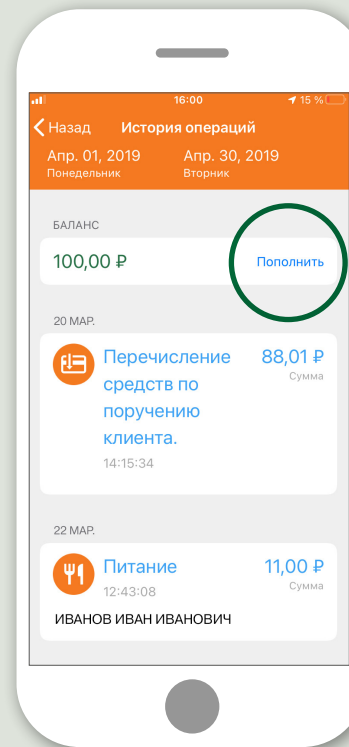 16:00 15 %
Назад История операций
Апр. 01, 2019 Апр. 30, 2019
Понедельник Вторник
БАЛАНС
100,00 ₽ Пополнить
20 МАР.
Перечисление 88,01 ₽
средств по Сумма
поручению
клиента.
14:15:34
22 МАР.
Питание 11,00 ₽
12:43:08 Сумма
ИВАНОВ ИВАН ИВАНОВИЧ